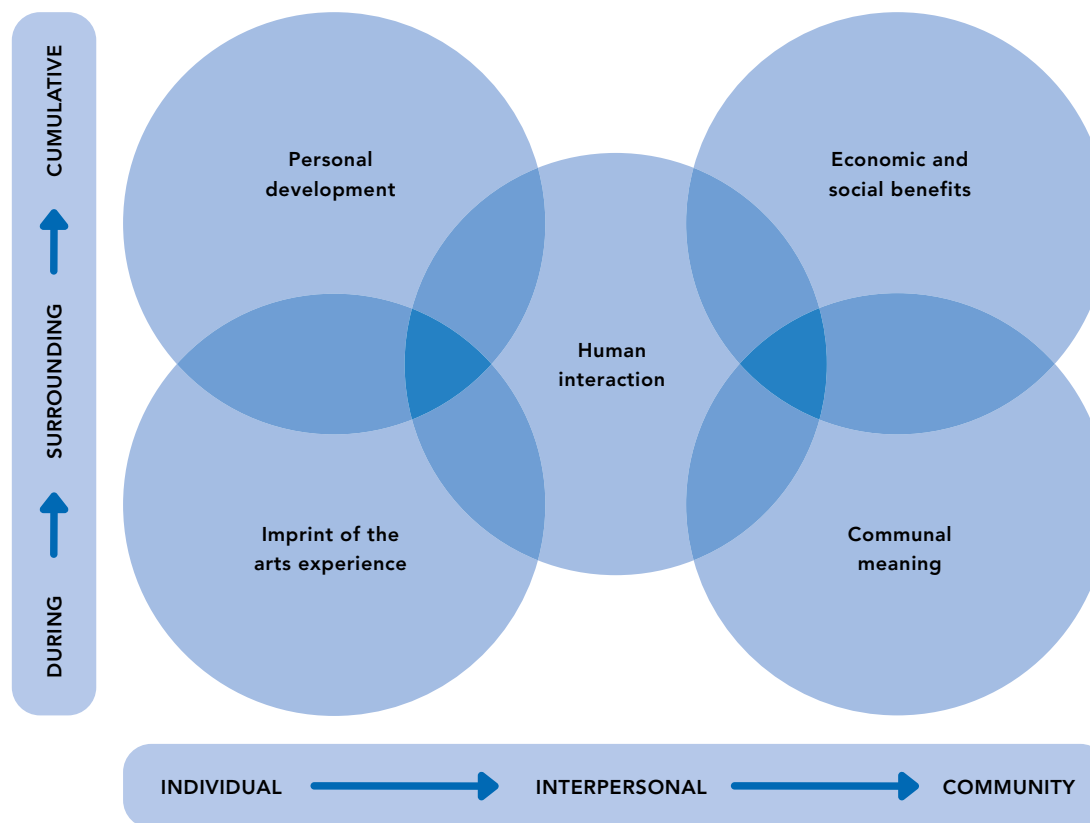 CUMULATIVE
SURROUNDING
DURING
Personal
development
Economic and
social benefits
Human
interaction
Imprint of the
arts experience
Communal
meaning
INDIVIDUAL
INTERPERSONAL
COMMUNITY